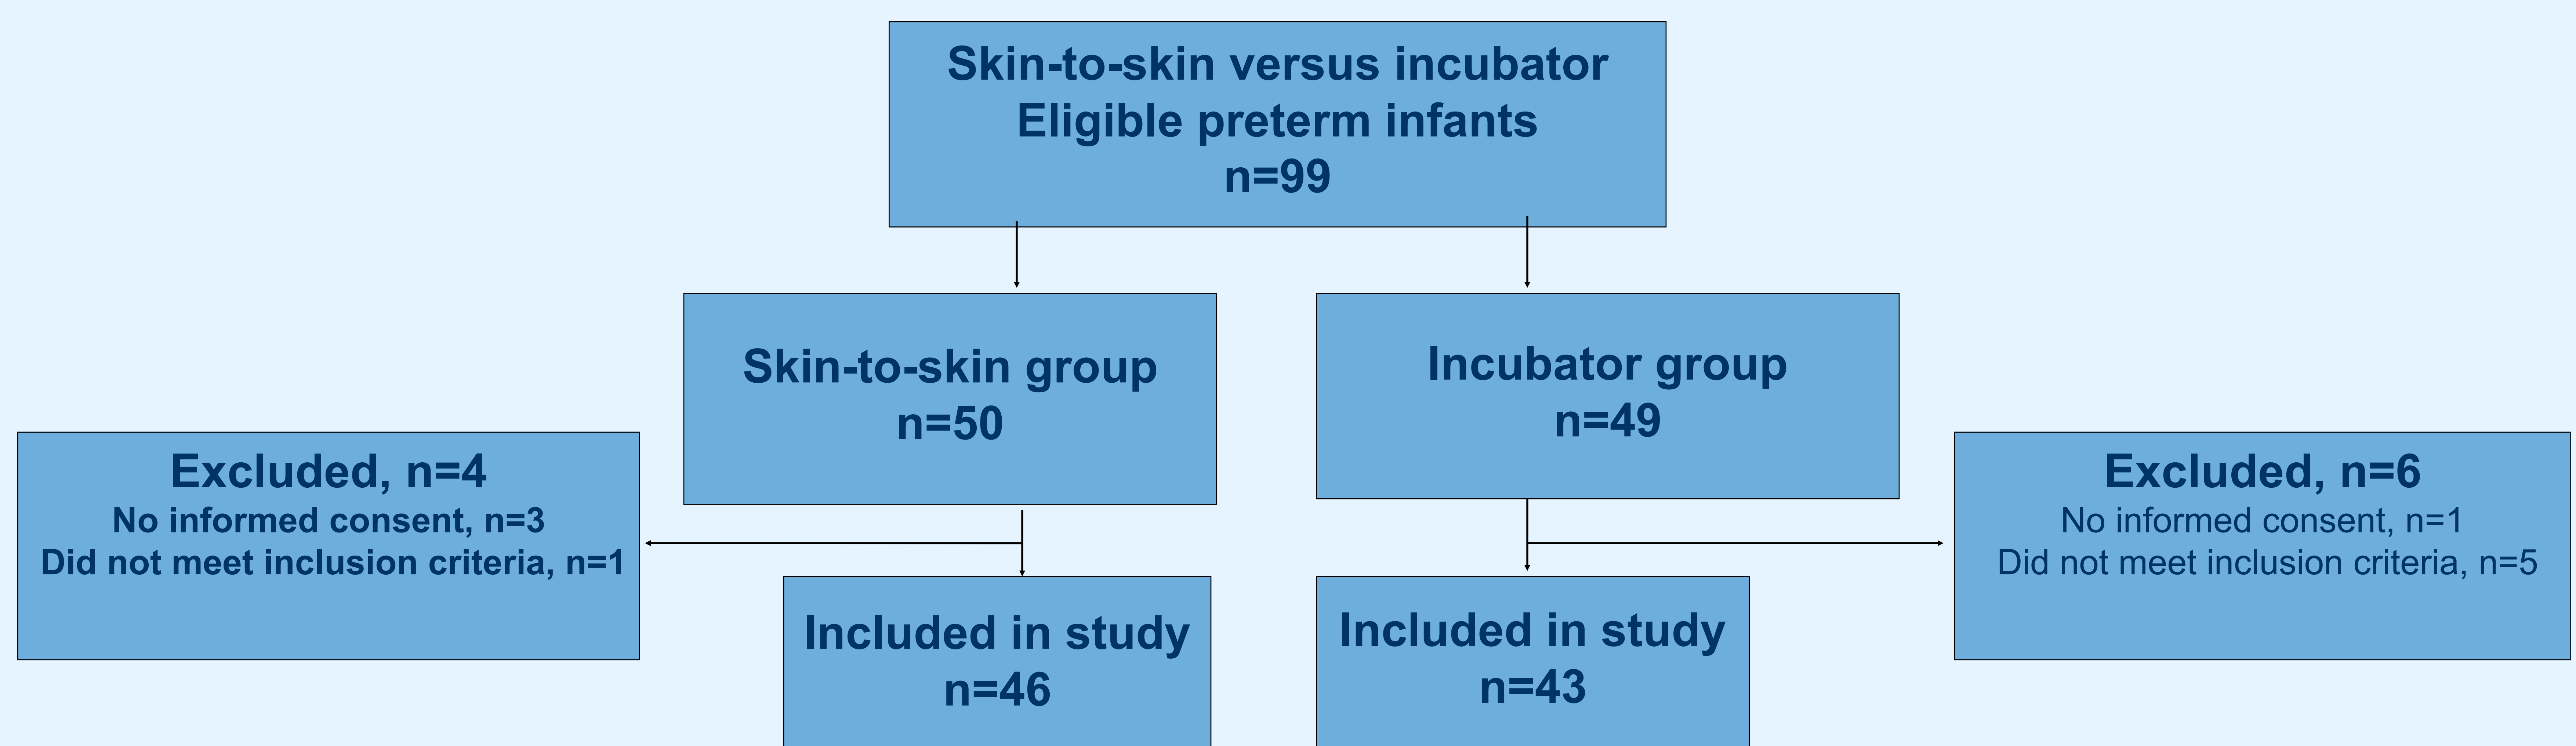 Skin-to-skin versus incubator
Eligible preterm infants
n=99
Skin-to-skin group
n=50
Incubator group
n=49
Excluded, n=4
No informed consent, n=3
Did not meet inclusion criteria, n=1
Excluded, n=6
No informed consent, n=1
Did not meet inclusion criteria, n=5
Included in study
n=46
Included in study
n=43